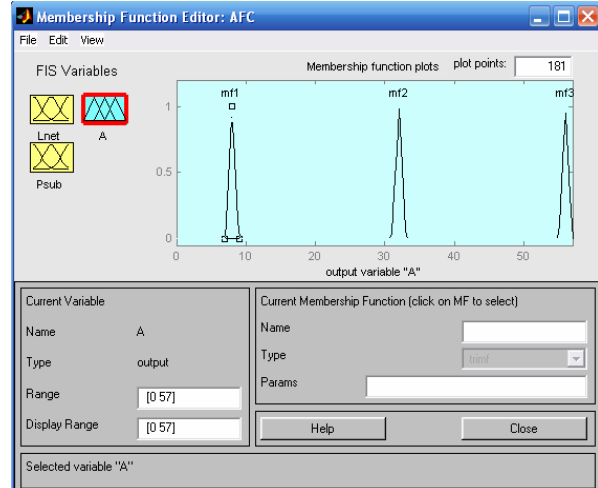 Membership Function Editor: AFC
File Edit View
FIS Variables
Membership function plots plot points: 181
Lnet A
Psub
mf1 mf2 mf3
1
0.5
0
0 10 20 30 40 50
output variable "A"
Current Variable
Name A
Type output
Range [0 57]
Display Range [0 57]
Current Membership Function (click on MF to select)
Name
Type trimf
Params
Help Close
Selected variable "A"